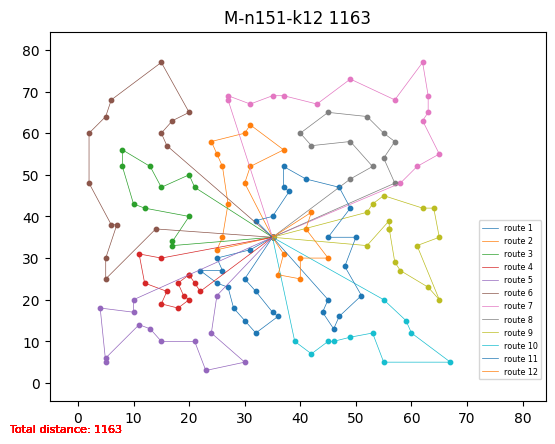 M-n151-k12 1163
80
70
60
50
40
30
20
10
0
0 10 20 30 40 50 60 70 80
route 1
route 2
route 3
route 4
route 5
route 6
route 7
route 8
route 9
route 10
route 11
route 12
Total distance: 1163